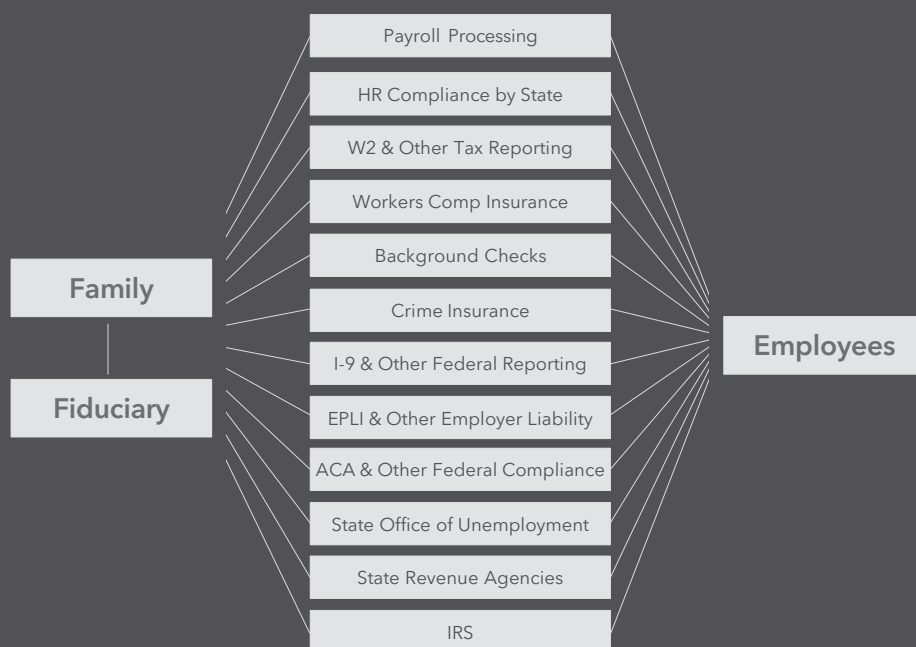 Payroll Processing
HR Compliance by State
W2 & Other Tax Reporting
Workers Comp Insurance
Background Checks
Crime Insurance
I-9 & Other Federal Reporting
EPLI & Other Employer Liability
ACA & Other Federal Compliance
State Office of Unemployment
State Revenue Agencies
IRS
Family
Fiduciary
Employees